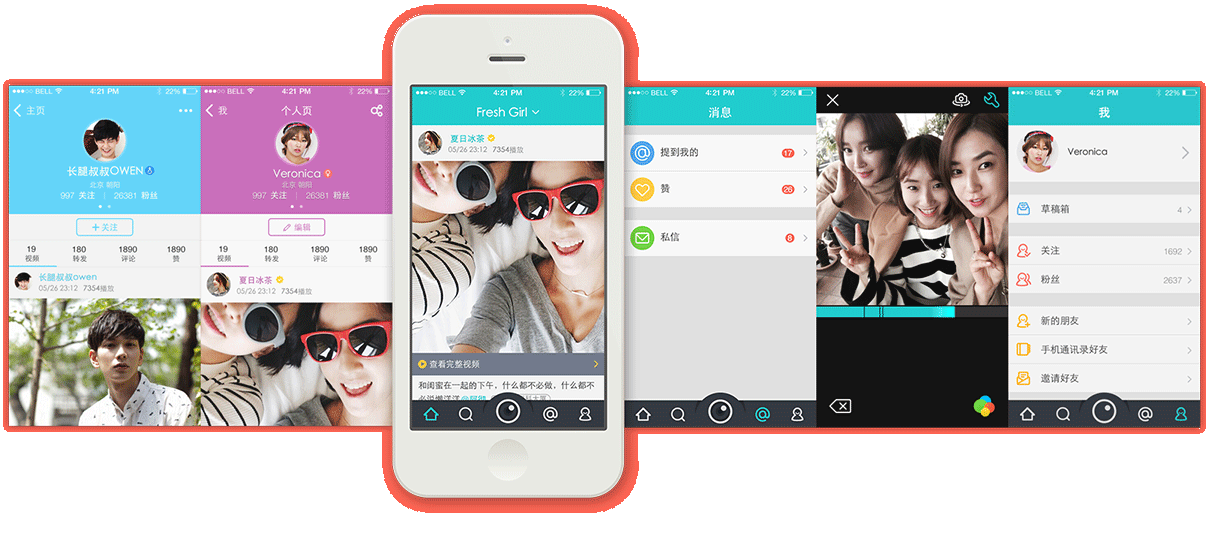 ●●●○○ BELL 4:21 PM 22%
主页
长腿叔叔OWEN
北京 朝阳
997 关注 | 26381 粉丝
+ 关注
19 180 1890 1890
视频 转发 评论 赞
长腿叔叔owen
05/26 23:12 7354播放
●●●○○ BELL 4:21 PM 22%
我 个人页
Veronica
北京 朝阳
997 关注 | 26381 粉丝
编辑
19 180 1890 1890
视频 转发 评论 赞
夏日冰茶
05/26 23:12 7354播放
●●●○○ BELL 4:21 PM 22%
Fresh Girl
夏日冰茶
05/26 23:12 7354播放
查看完整视频
和闺蜜在一起的下午，什么都不必做，什么都不
●●●○○ BELL 4:21 PM 22%
消息
@ 提到我的 17
赞 26
私信 8
@
●●●○○ BELL 4:21 PM 22%
我
Veronica
草稿箱 4
关注 1692
粉丝 2637
新的朋友
手机通讯录好友
邀请好友
@